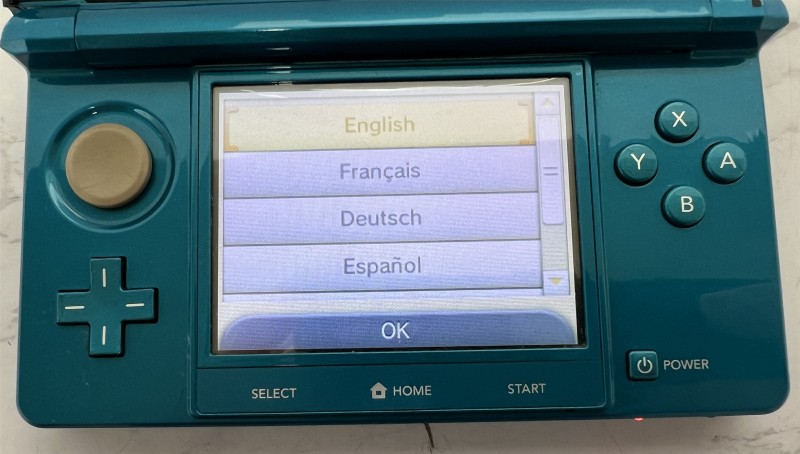 English
Français
Deutsch
Español
OK
X
Y
A
B
SELECT
HOME
START
POWER